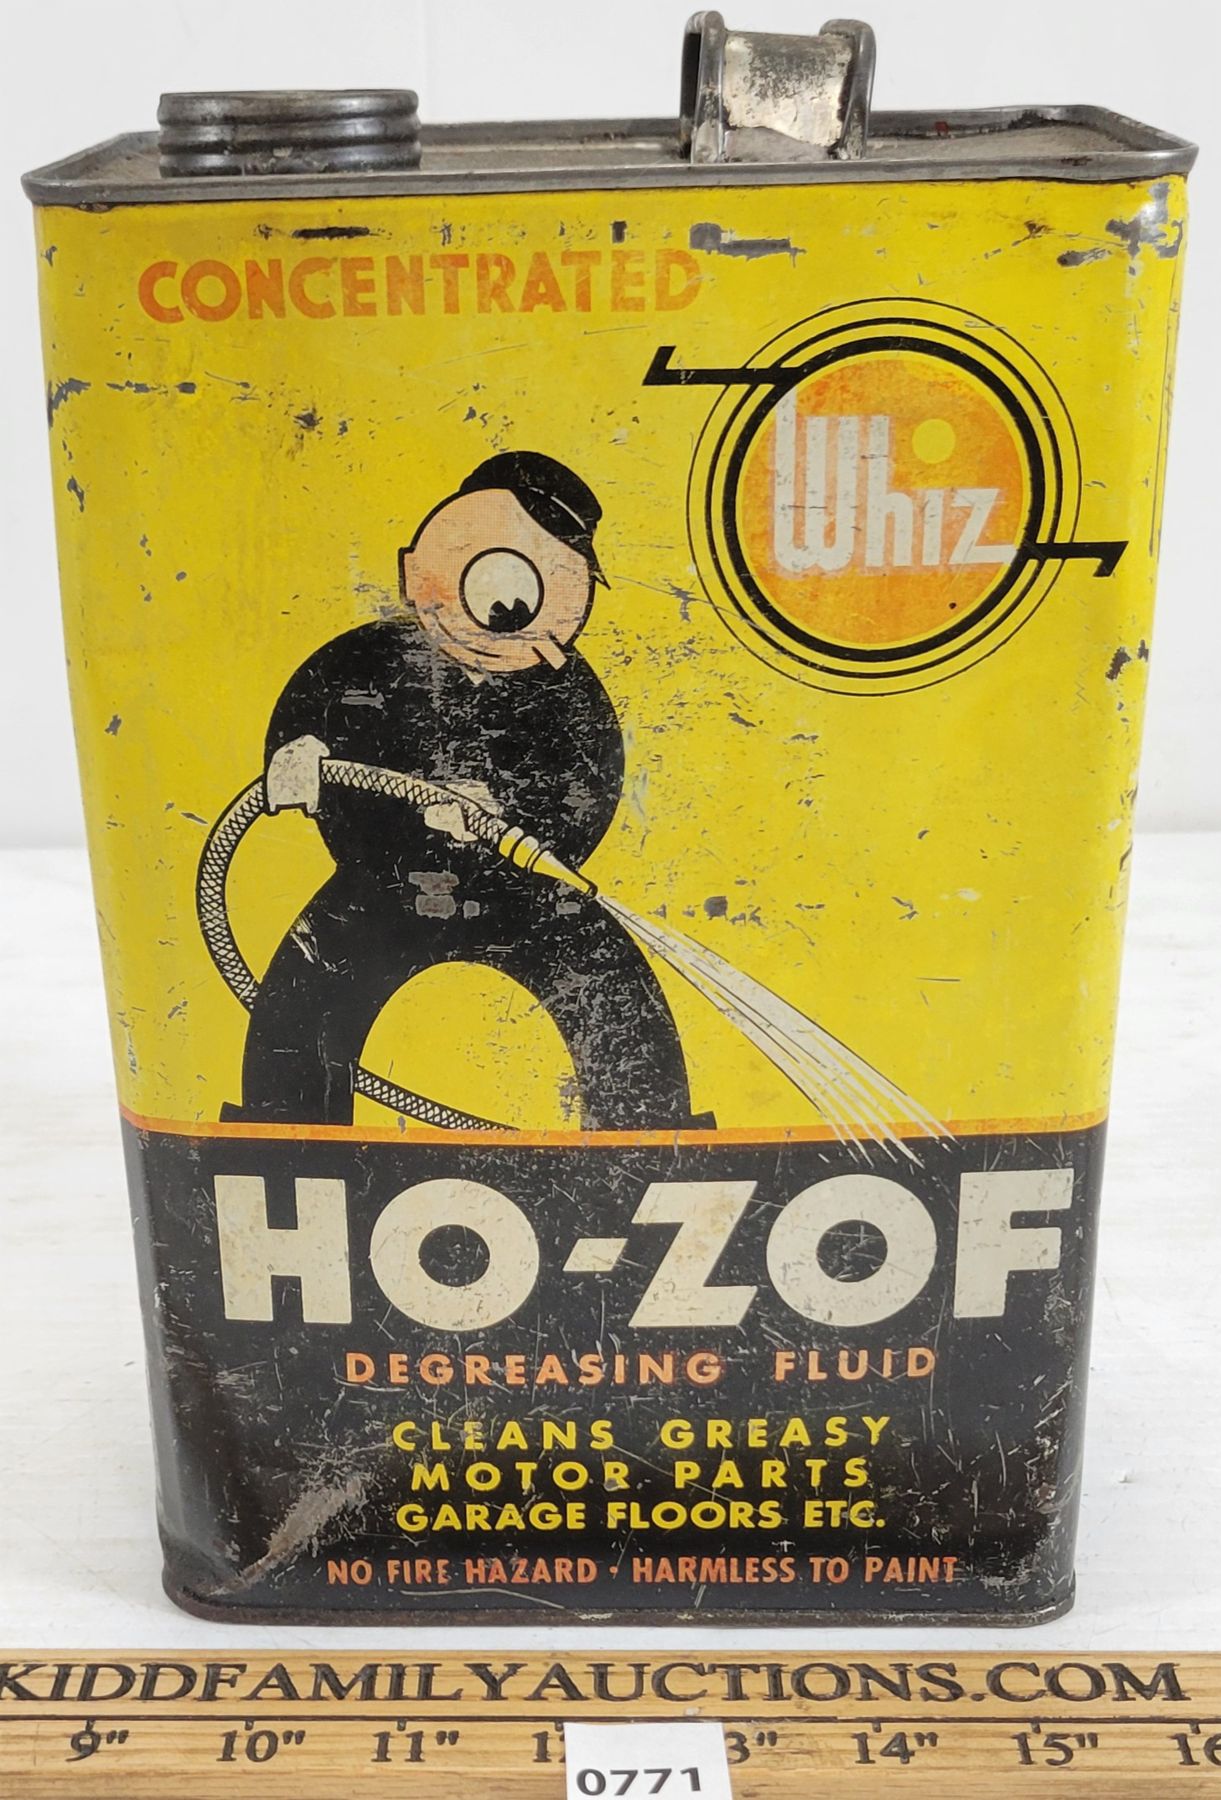 CONCENTRATED
Whiz
HO-ZOF
DEGREASING FLUID
CLEANS GREASY
MOTOR PARTS
GARAGE FLOORS ETC.
NO FIRE HAZARD • HARMLESS TO PAINT
KIDDFAMILYAUCTIONS.COM
9" 10" 11" 14" 15" 16
0771